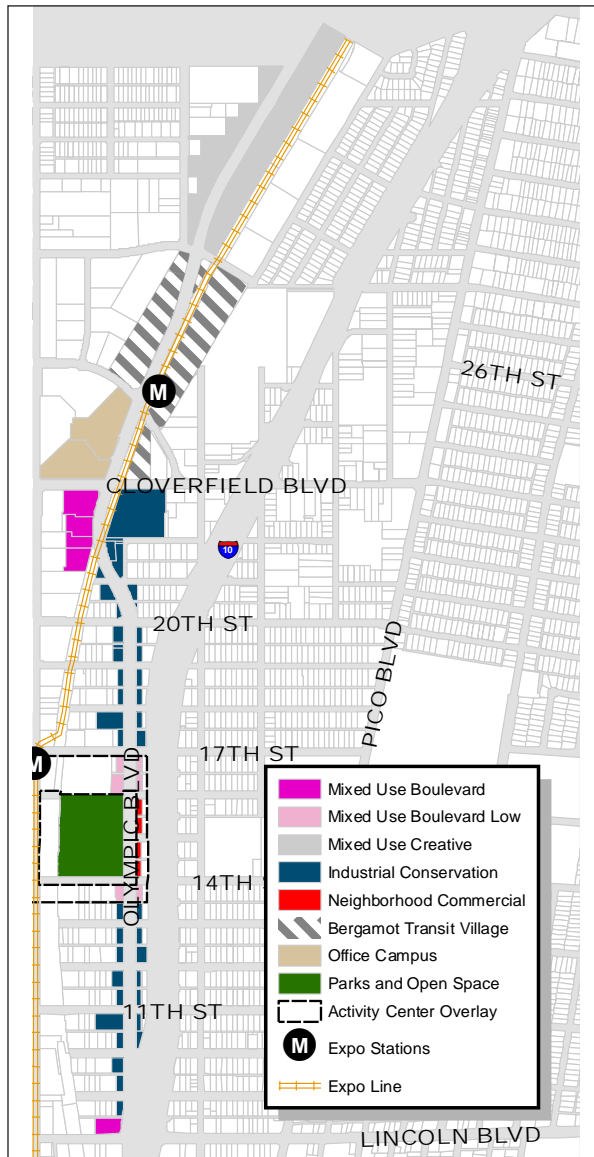 26TH ST
M
CLOVERFIELD BLVD
10
20TH ST
PICO BLVD
17TH ST
M
OLYMPIC BLVD
14TH
11TH ST
LINCOLN BLVD
Mixed Use Boulevard
Mixed Use Boulevard Low
Mixed Use Creative
Industrial Conservation
Neighborhood Commercial
Bergamot Transit Village
Office Campus
Parks and Open Space
Activity Center Overlay
M Expo Stations
Expo Line